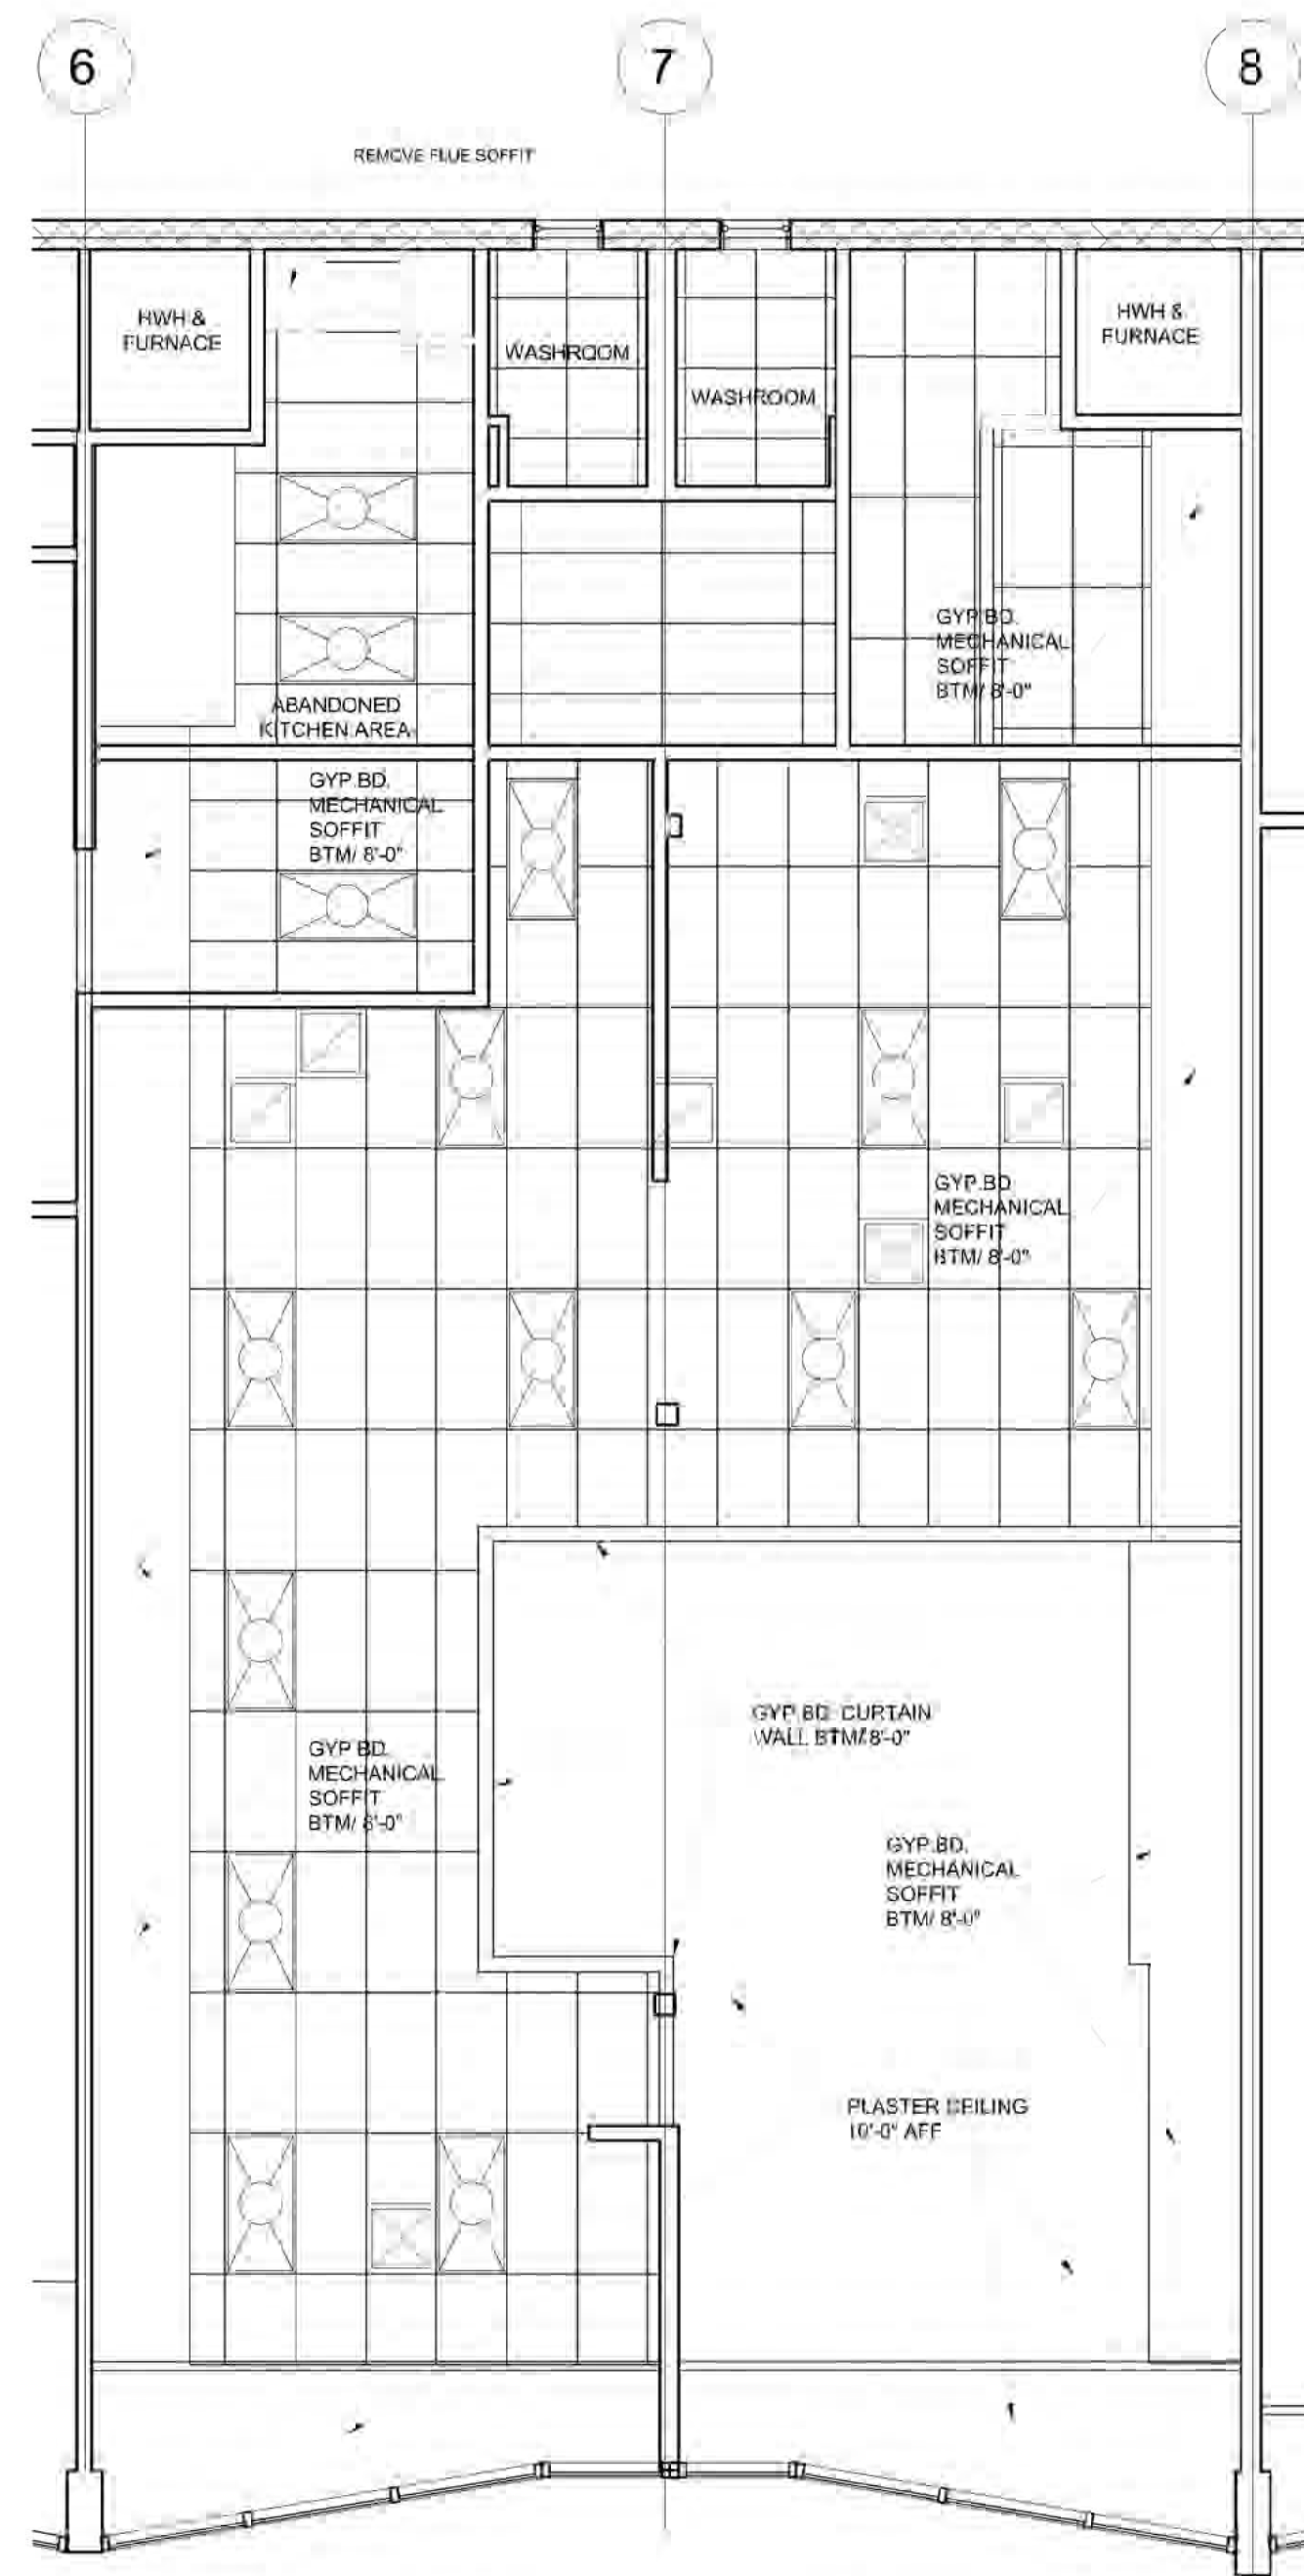 6
7
8
REMOVE FLUE SOFFIT
HWH &
FURNACE
WASHROOM
WASHROOM
HWH &
FURNACE
GYP.BD.
MECHANICAL
SOFFIT
BTM/ 8'-0"
ABANDONED
KITCHEN AREA
GYP.BD.
MECHANICAL
SOFFIT
BTM/ 8'-0"
GYP.BD.
MECHANICAL
SOFFIT
BTM/ 8'-0"
GYP.BD. CURTAIN
WALL BTM/ 8'-0"
GYP.BD.
MECHANICAL
SOFFIT
BTM/ 8'-0"
GYP.BD.
MECHANICAL
SOFFIT
BTM/ 8'-0"
PLASTER CEILING
10'-0" AFF